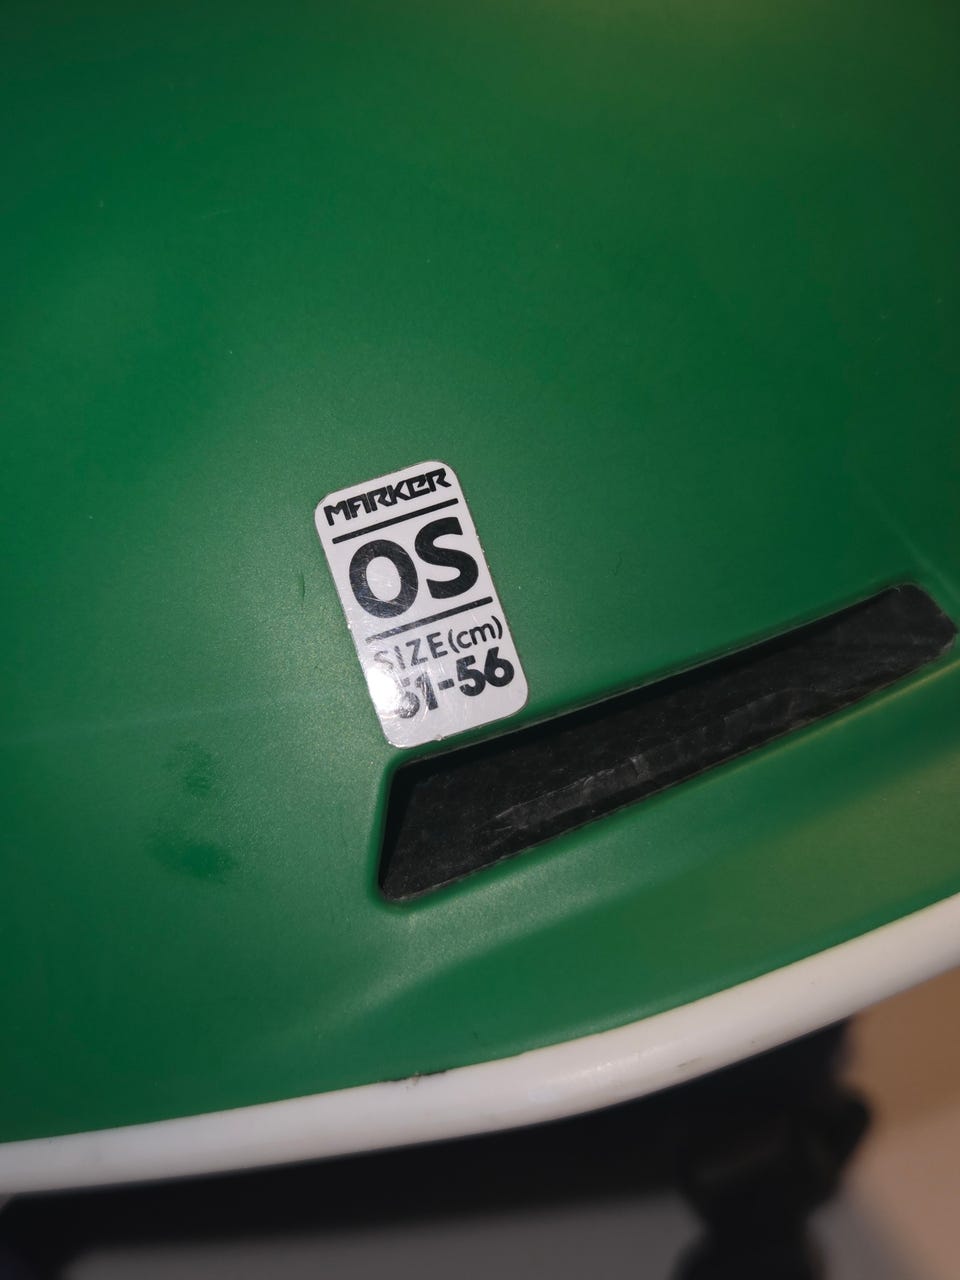 MARKER
OS
SIZE(cm)
51-56